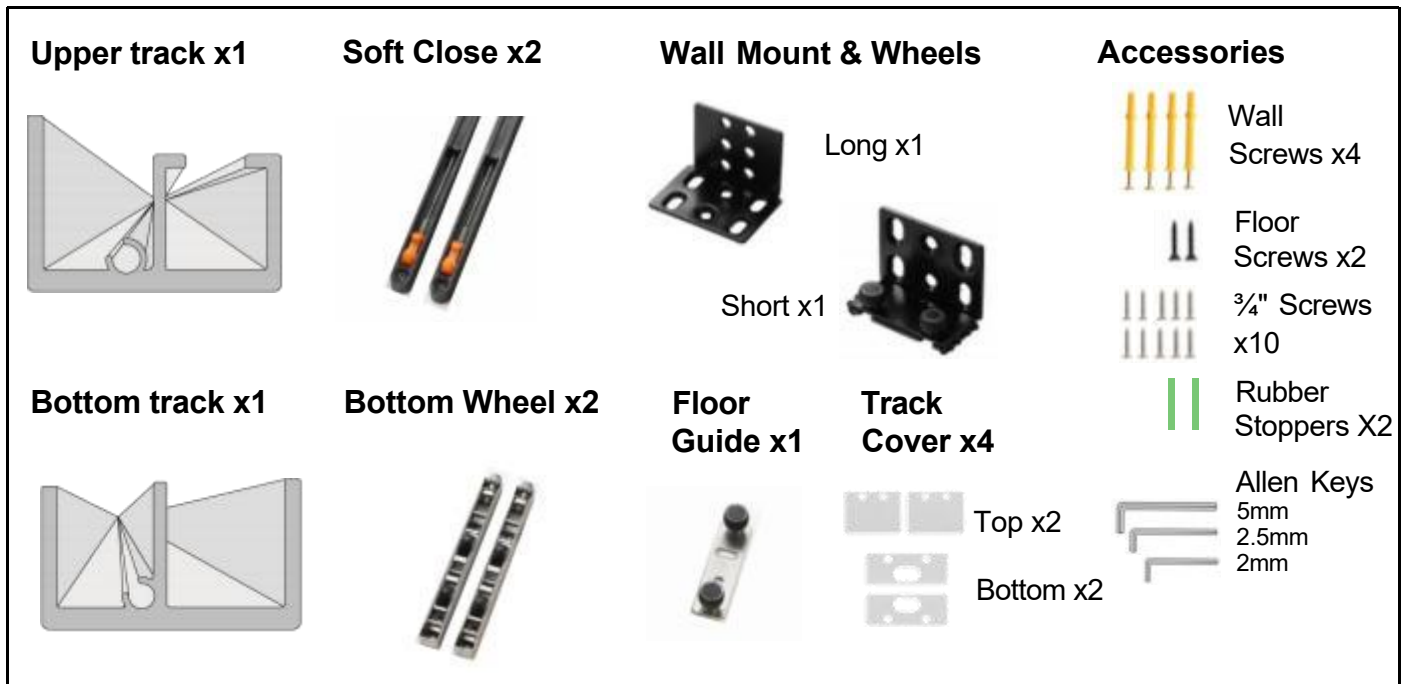 Upper track x1
Soft Close x2
Wall Mount & Wheels
Accessories
Long x1
Short x1
Wall
Screws x4
Floor
Screws x2
¾" Screws
x10
Rubber
Stoppers X2
Allen Keys
5mm
2.5mm
2mm
Bottom track x1
Bottom Wheel x2
Floor
Guide x1
Track
Cover x4
Top x2
Bottom x2